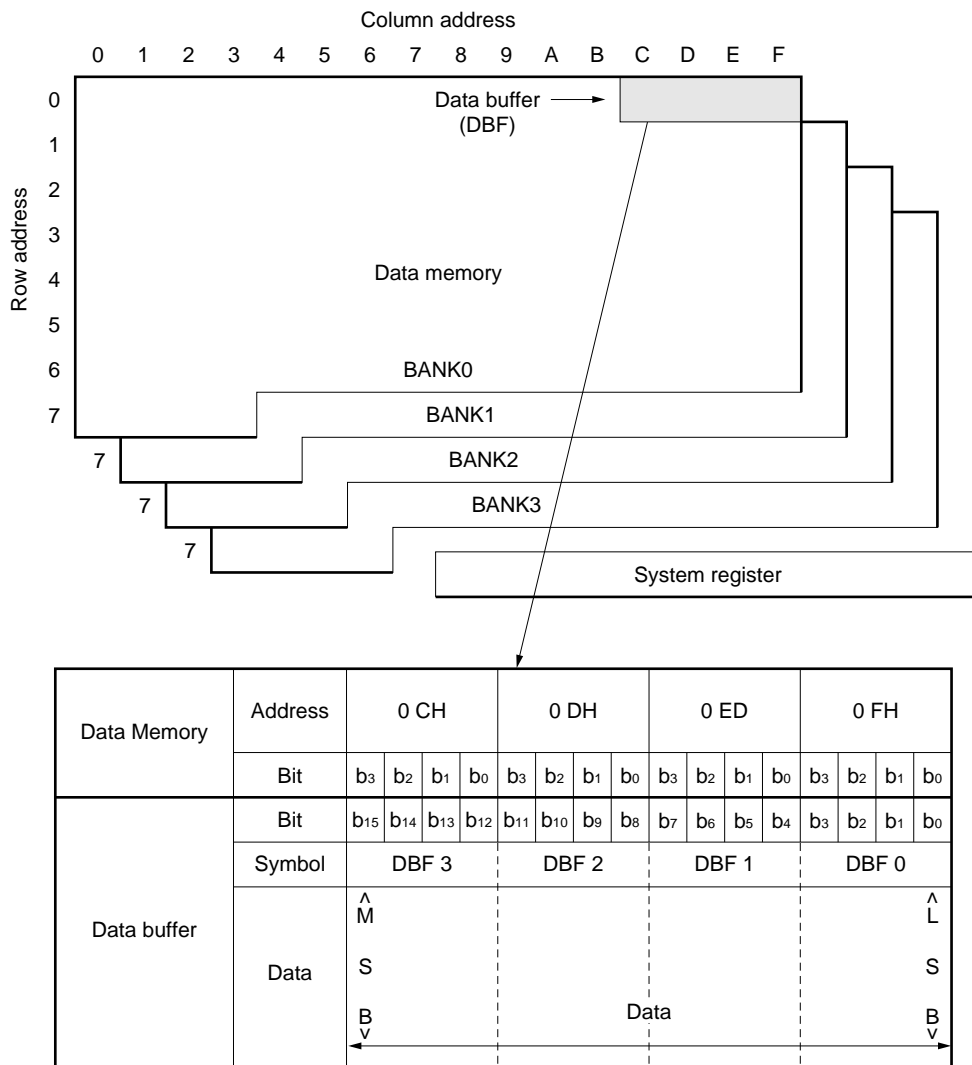 Column address
0 1 2 3 4 5 6 7 8 9 A B C D E F
Row address
0
1
2
3
4
5
6
7
Data buffer
(DBF)
Data memory
BANK0
BANK1
7
BANK2
7
BANK3
7
System register
Data Memory Address 0 CH 0 DH 0 ED 0 FH
Bit b3 b2 b1 b0 b3 b2 b1 b0 b3 b2 b1 b0 b3 b2 b1 b0
Data buffer Bit b15 b14 b13 b12 b11 b10 b9 b8 b7 b6 b5 b4 b3 b2 b1 b0
Symbol DBF 3 DBF 2 DBF 1 DBF 0
Data
M S B
Data
L S B